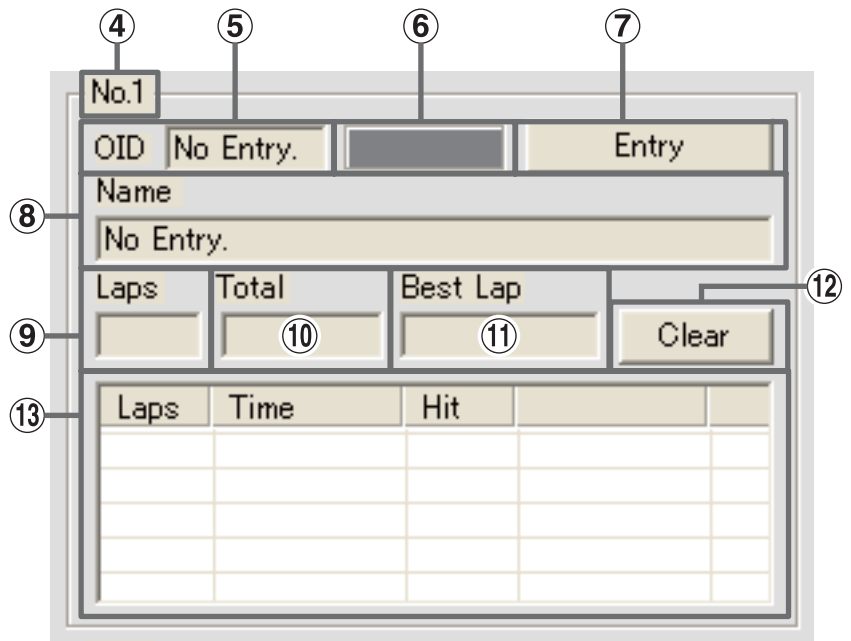 ④ ⑤ ⑥ ⑦
No.1
OID No Entry. Entry
Name
⑧
No Entry.
Laps Total Best Lap ⑫
⑨ ⑩ ⑪ Clear
⑬ Laps Time Hit